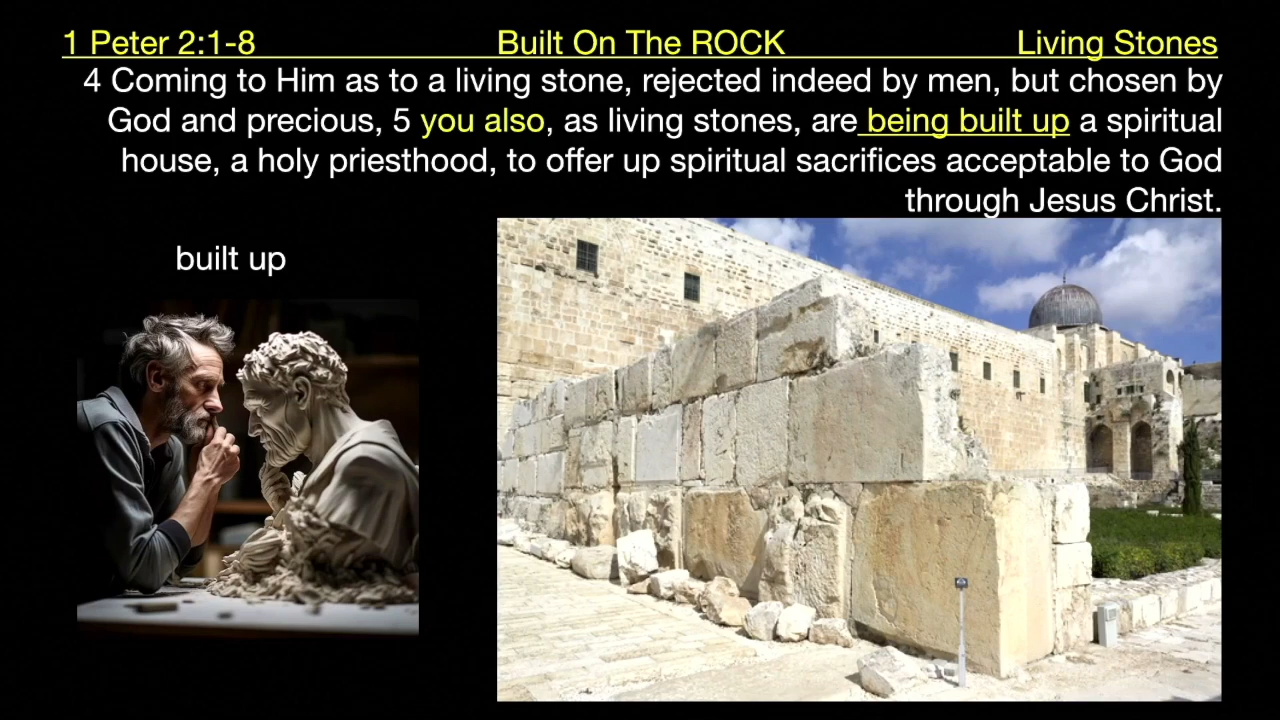 1 Peter 2:1-8 Built On The ROCK Living Stones
4 Coming to Him as to a living stone, rejected indeed by men, but chosen by
God and precious, 5 you also, as living stones, are being built up a spiritual
house, a holy priesthood, to offer up spiritual sacrifices acceptable to God
through Jesus Christ.
built up